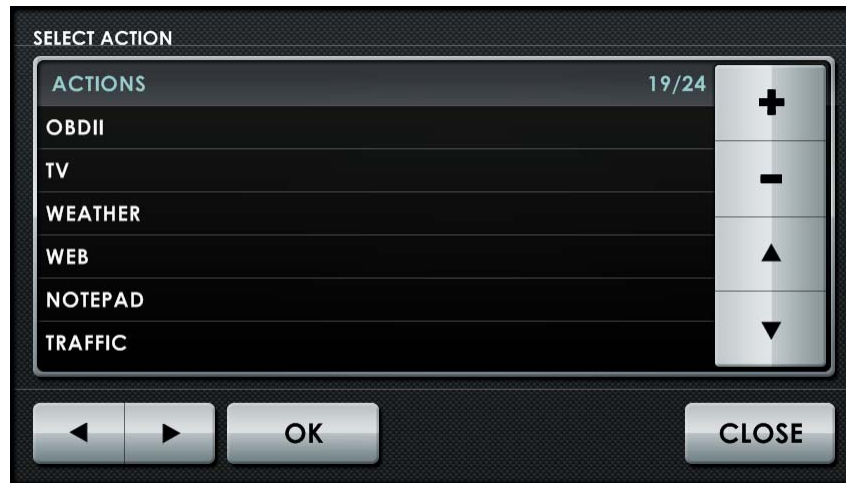 SELECT ACTION
ACTIONS 19/24
OBDII
TV
WEATHER
WEB
NOTEPAD
TRAFFIC
OK CLOSE